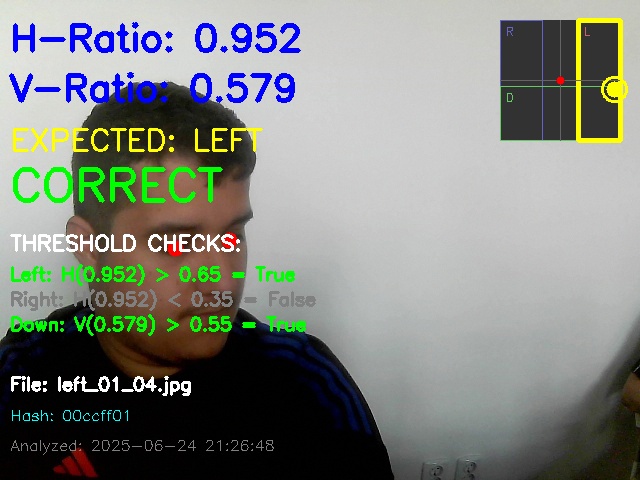 H-Ratio: 0.952
R
L
V-Ratio: 0.579
D
EXPECTED: LEFT
CORRECT
THRESHOLD CHECKS:
Left: H(0.952) > 0.65 = True
Right: H(0.952) < 0.35 = False
Down: V(0.579) > 0.55 = True
File: left_01_04.jpg
Hash: 00ccff01
Analyzed: 2025-06-24 21:26:48